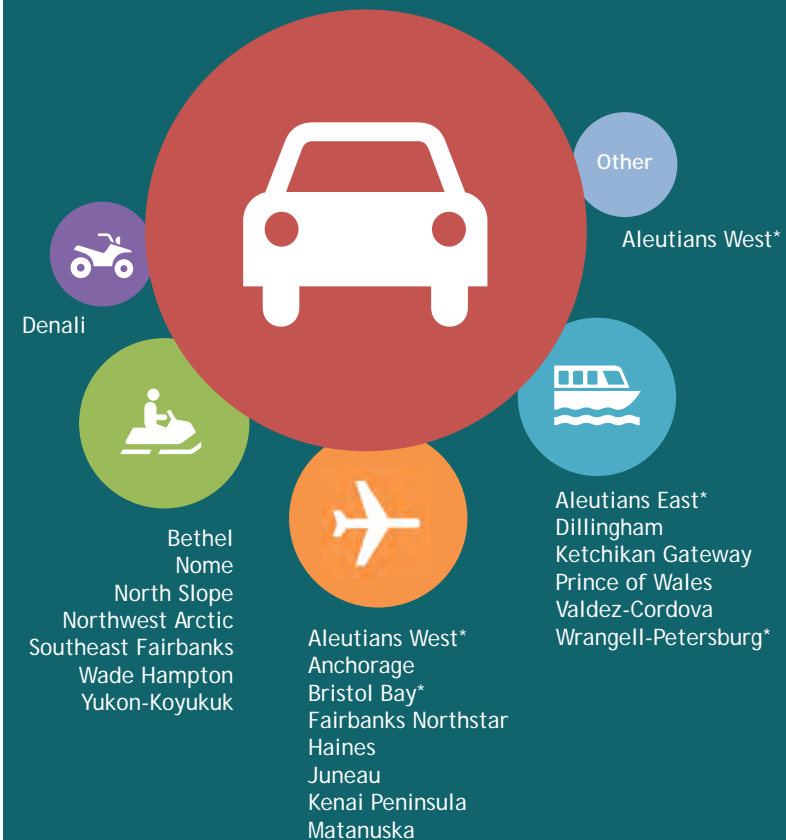 Other
Aleutians West*
Denali
Bethel
Nome
North Slope
Northwest Arctic
Southeast Fairbanks
Wade Hampton
Yukon-Koyukuk
Aleutians West*
Anchorage
Bristol Bay*
Fairbanks Northstar
Haines
Juneau
Kenai Peninsula
Matanuska
Aleutians East*
Dillingham
Ketchikan Gateway
Prince of Wales
Valdez-Cordova
Wrangell-Petersburg*